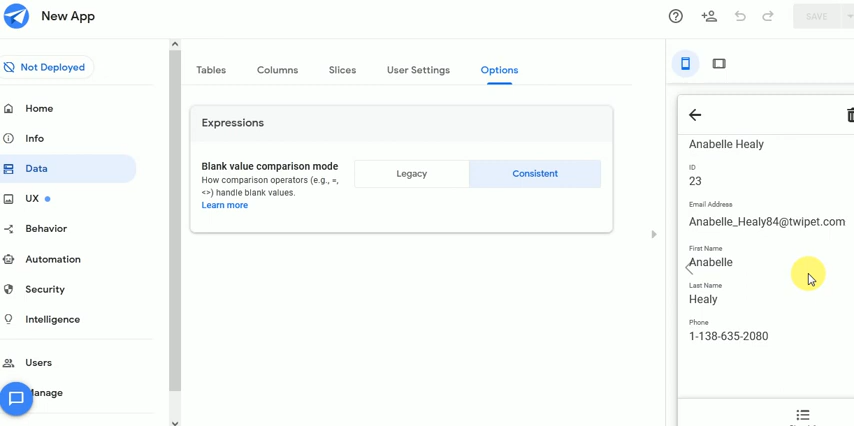 New App
SAVE
Not Deployed
Home
Info
Data
UX
Behavior
Automation
Security
Intelligence
Users
anage
Tables
Columns
Slices
User Settings
Options
Expressions
Blank value comparison mode
How comparison operators (e.g., =,
<>) handle blank values.
Learn more
Legacy
Consistent
Anabelle Healy
ID
23
Email Address
Anabelle_Healy84@twipet.com
First Name
Anabelle
Last Name
Healy
Phone
1-138-635-2080